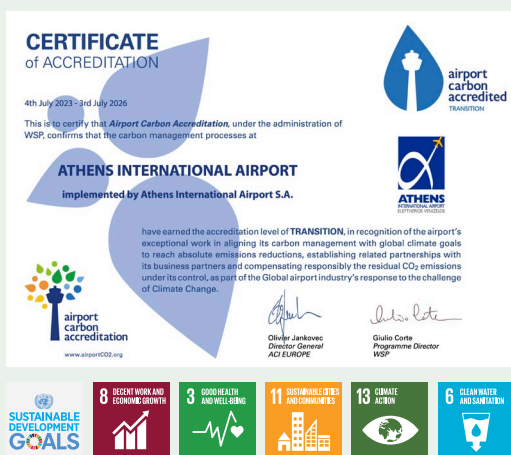 CERTIFICATE
of ACCREDITATION
airport
carbon
accredited
TRANSITION
4th July 2023 - 3rd July 2026
This is to certify that Airport Carbon Accreditation, under the administration of
WSP, confirms that the carbon management processes at
ATHENS INTERNATIONAL AIRPORT
implemented by Athens International Airport S.A.
ATHENS
INTERNATIONAL AIRPORT
ELEFTHERIOS VENIZELOS
have earned the accreditation level of TRANSITION, in recognition of the airport's
exceptional work in aligning its carbon management with global climate goals
to reach absolute emissions reductions, establishing related partnerships with
its business partners and compensating responsibly the residual CO₂ emissions
under its control, as part of the Global airport industry's response to the challenge
of Climate Change.
airport
carbon
accreditation
www.airportCO2.org
Olivier Jankovec
Director General
ACI EUROPE
Giulio Corte
Programme Director
WSP
SUSTAINABLE
DEVELOPMENT
GOALS
8 DECENT WORK AND
ECONOMIC GROWTH
3 GOOD HEALTH
AND WELL-BEING
11 SUSTAINABLE CITIES
AND COMMUNITIES
13 CLIMATE
ACTION
6 CLEAN WATER
AND SANITATION